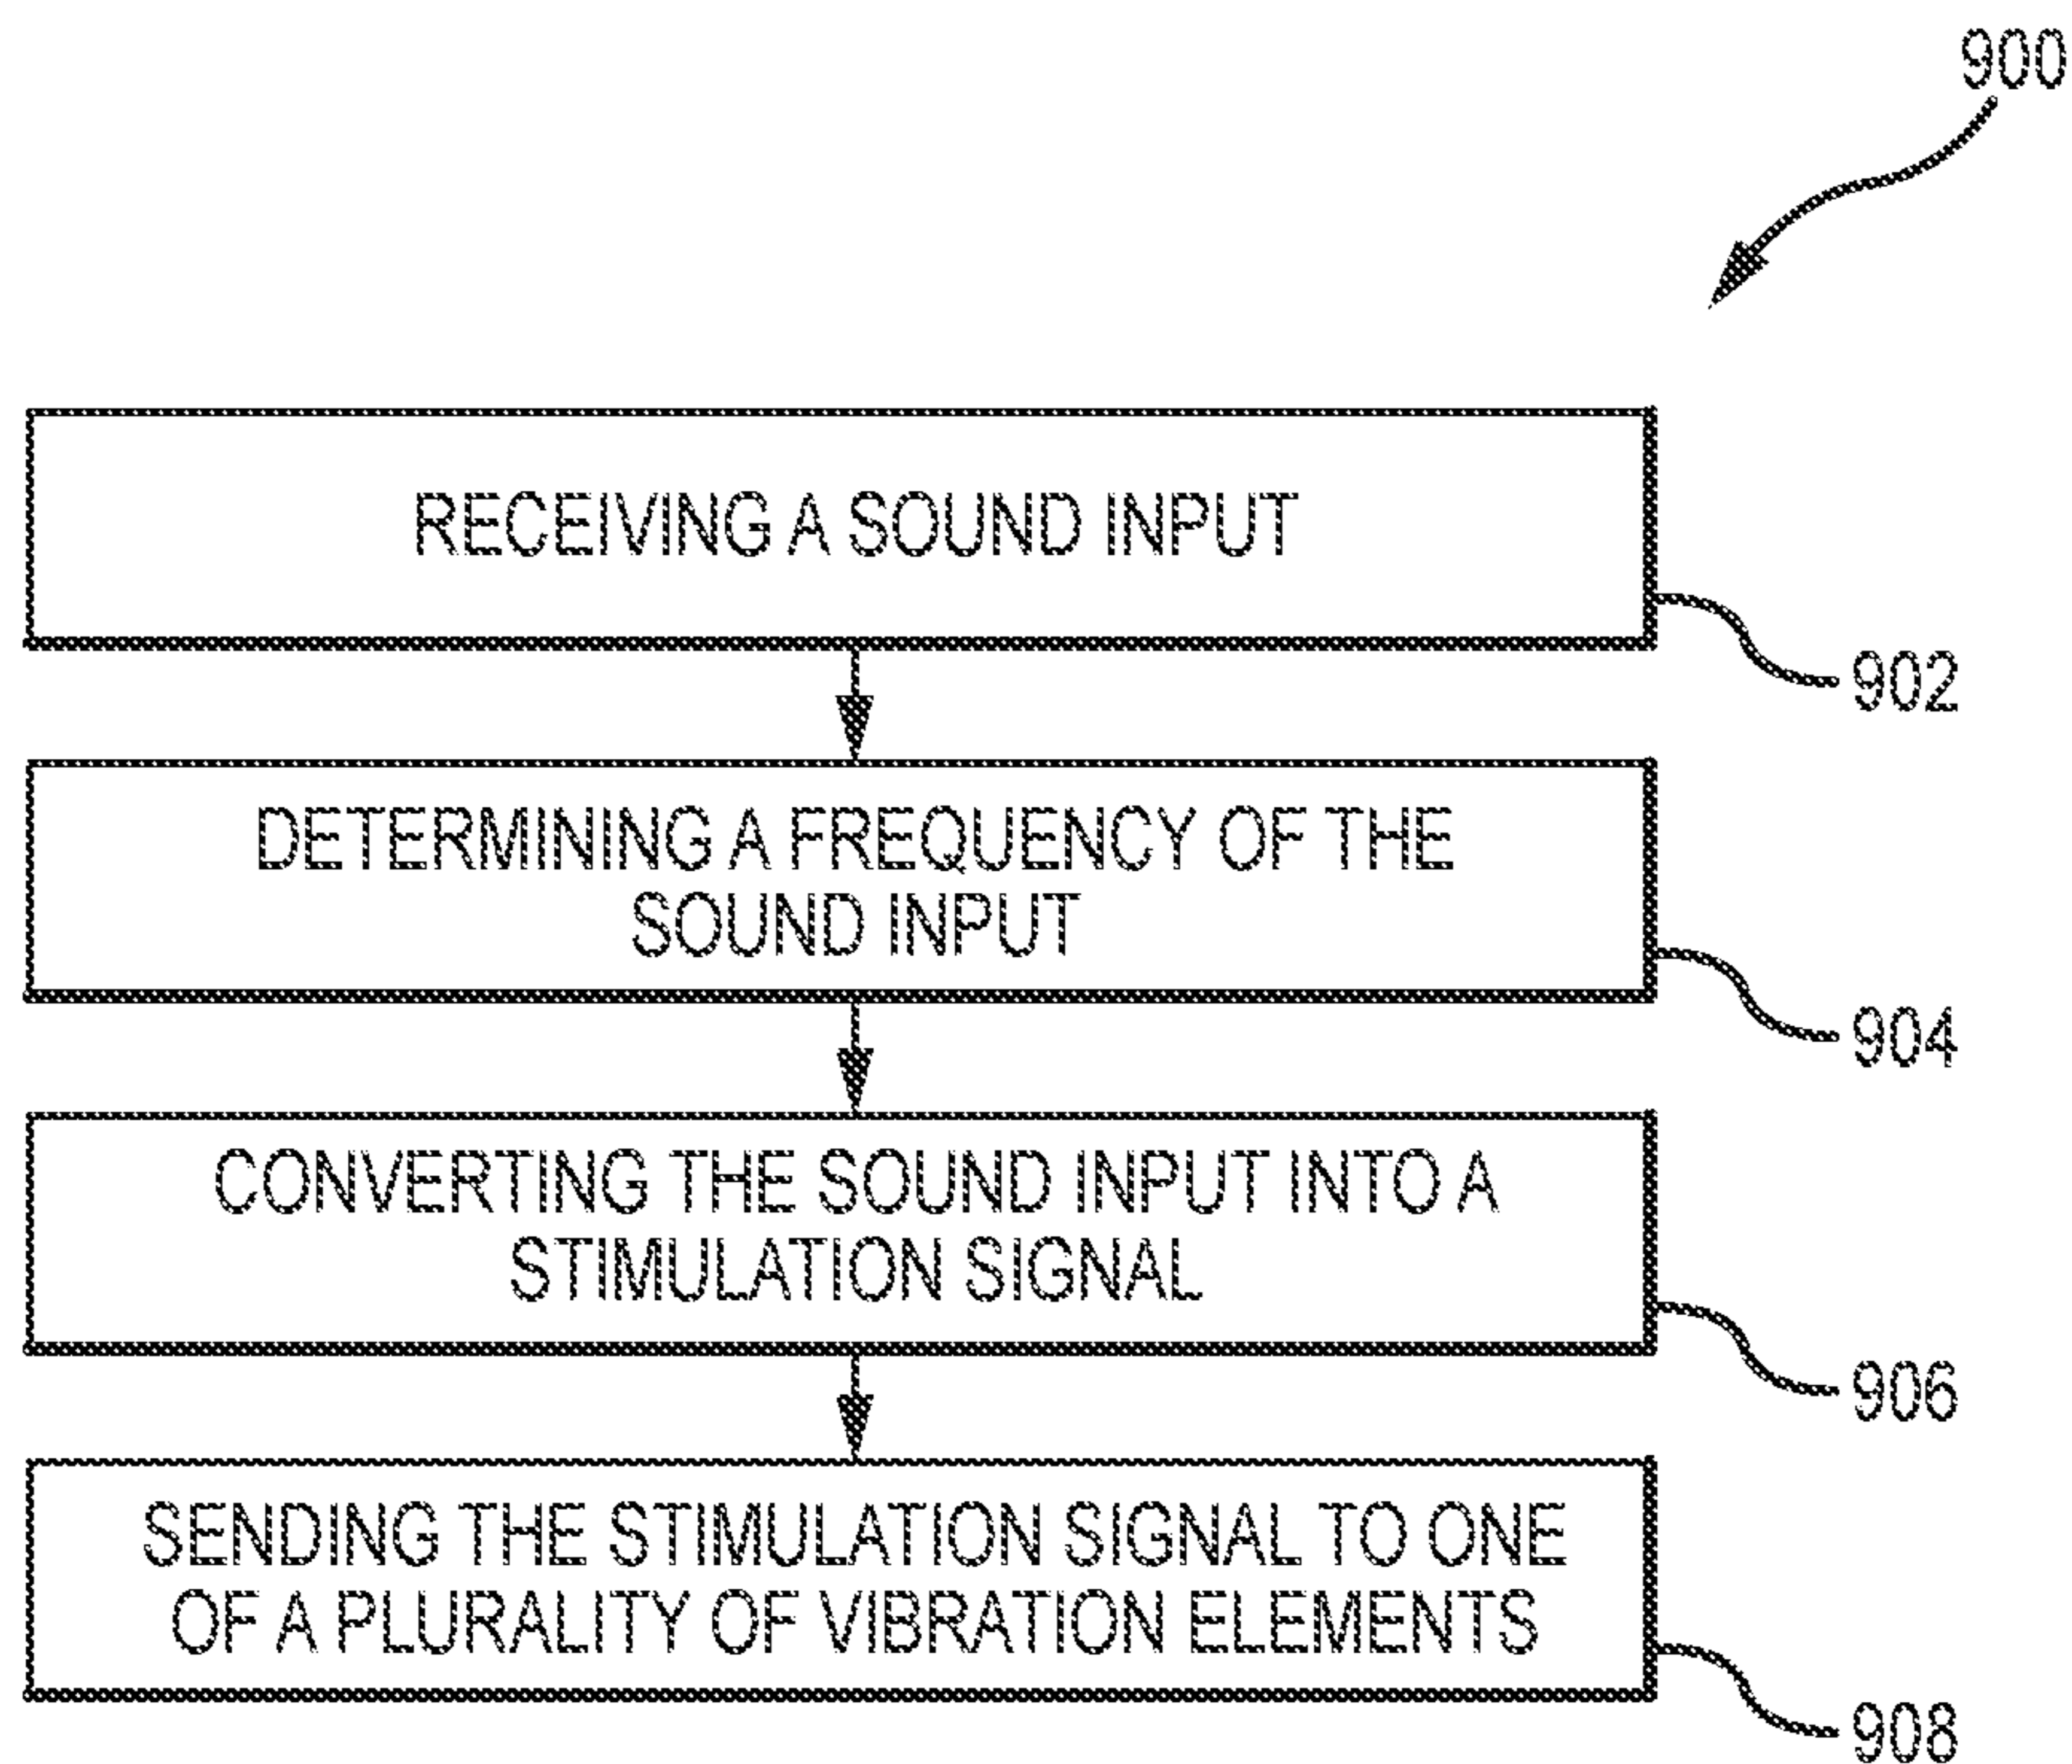 900
RECEIVING A SOUND INPUT
902
DETERMINING A FREQUENCY OF THE
SOUND INPUT
904
CONVERTING THE SOUND INPUT INTO A
STIMULATION SIGNAL
906
SENDING THE STIMULATION SIGNAL TO ONE
OF A PLURALITY OF VIBRATION ELEMENTS
908